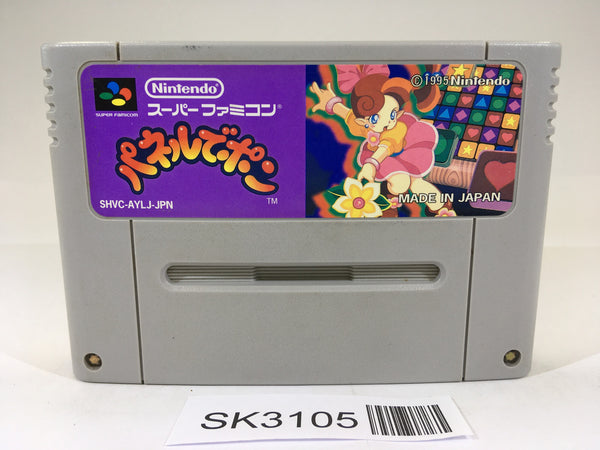 SUPER FAMICOM
Nintendo
スーパーファミコン®
パネルでポン
TM
SHVC-AYLJ-JPN
©1995 Nintendo
MADE IN JAPAN
SK3105